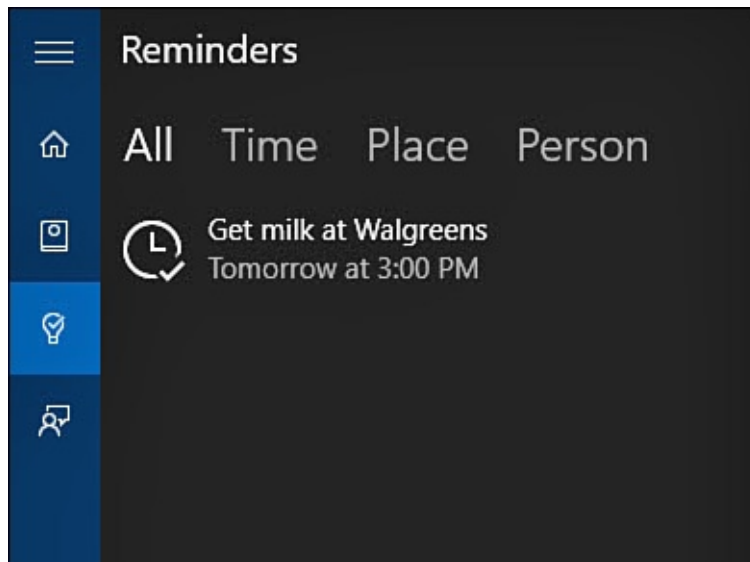 Reminders
All Time Place Person
Get milk at Walgreens
Tomorrow at 3:00 PM